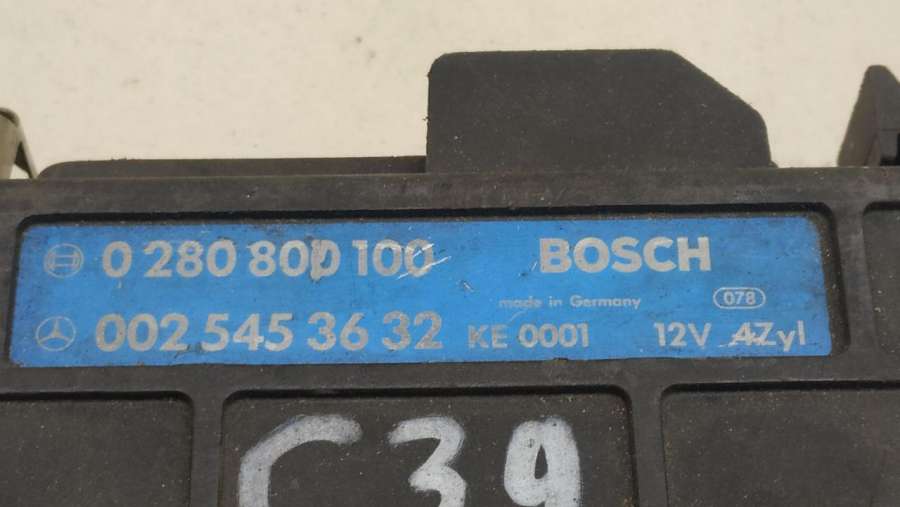 0 280 800 100 BOSCH
made in Germany 078
002 545 36 32 KE 0001 12V 4Zyl
C39